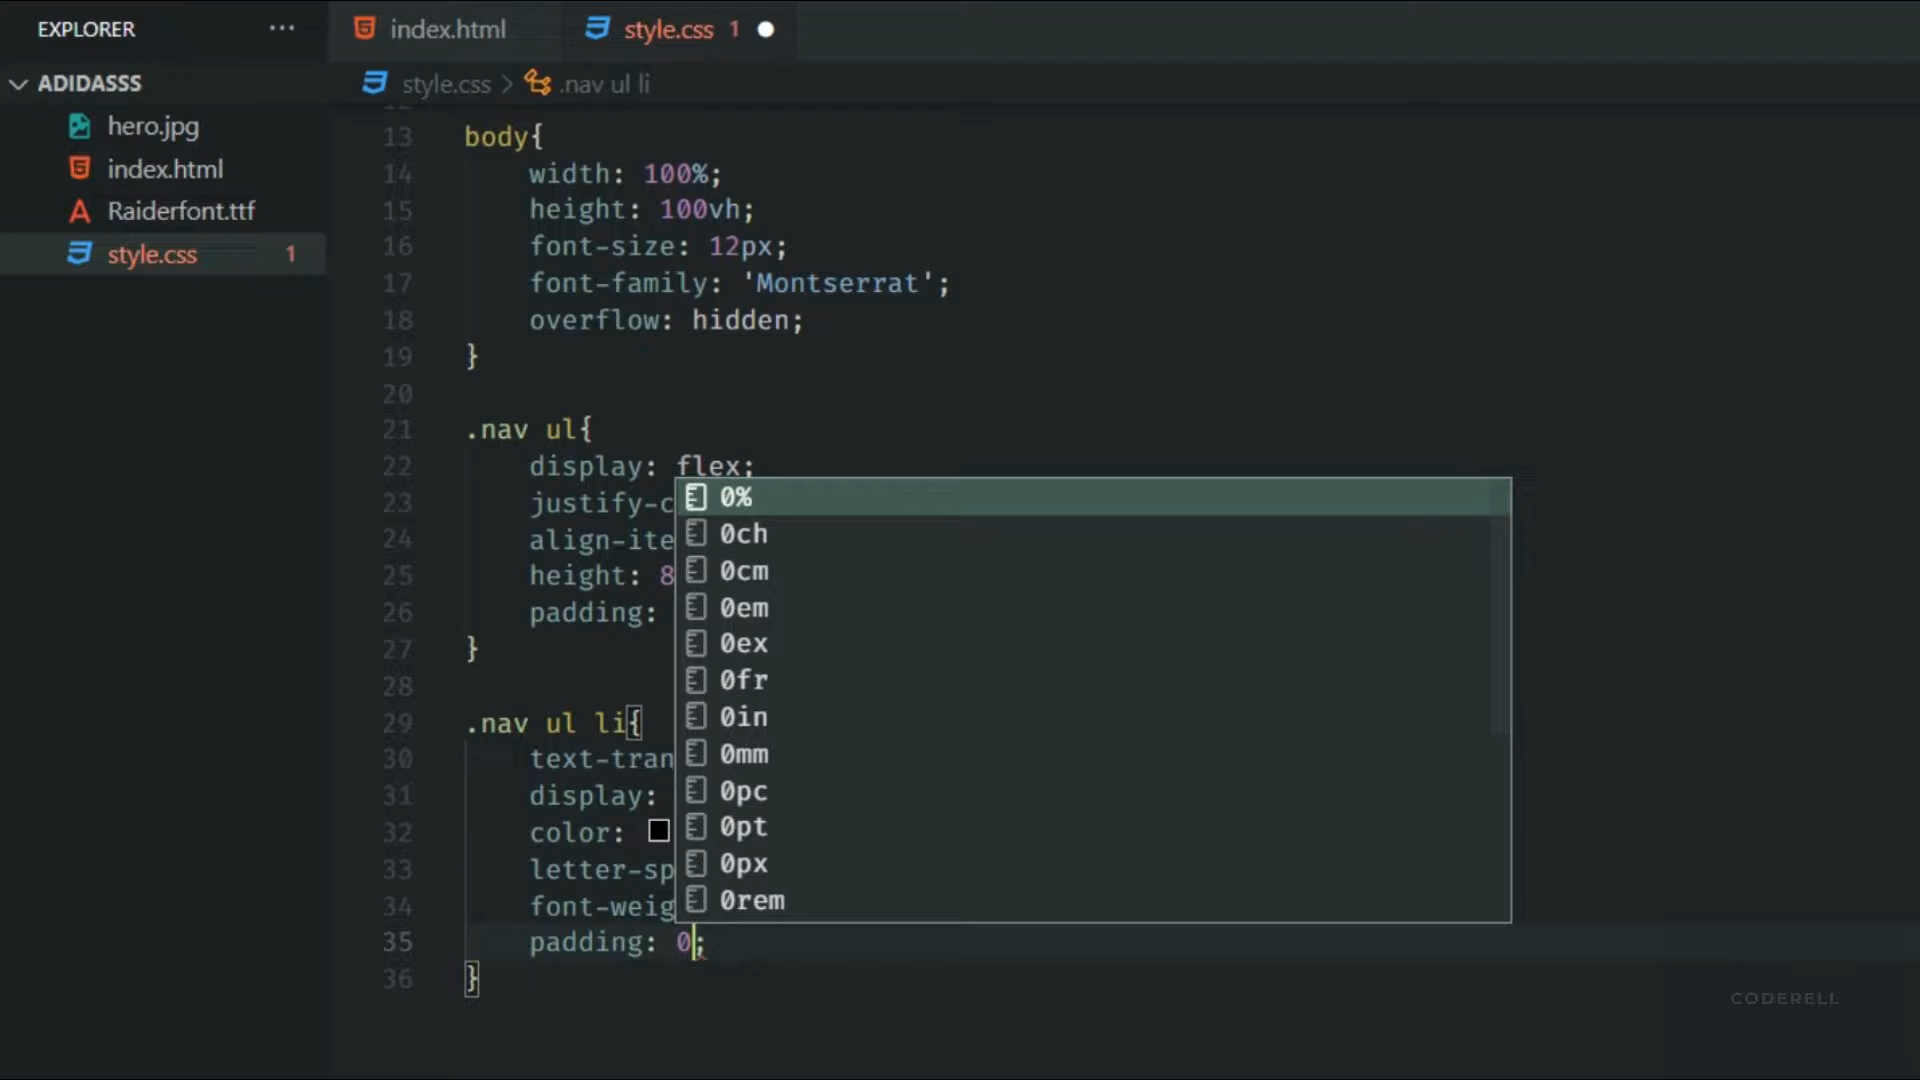 EXPLORER ...
ADIDASSS
hero.jpg
index.html
Raiderfont.ttf
style.css 1
index.html
style.css 1
style.css > .nav ul li
13 body{
14 width: 100%;
15 height: 100vh;
16 font-size: 12px;
17 font-family: 'Montserrat';
18 overflow: hidden;
19 }
20
21 .nav ul{
22 display: flex;
23 justify-c
24 align-ite
25 height: 8
26 padding:
27 }
28
29 .nav ul li{
30 text-tran
31 display:
32 color:
33 letter-sp
34 font-weig
35 padding: 0;
36 }
0%
0ch
0cm
0em
0ex
0fr
0in
0mm
0pc
0pt
0px
0rem
CODERELL